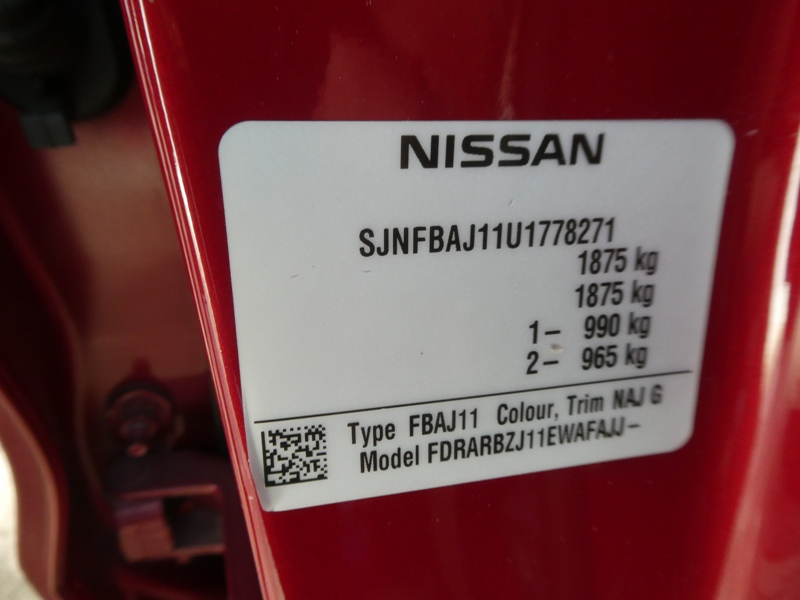 NISSAN
SJNFBAJ11U1778271
1875 kg
1875 kg
1– 990 kg
2– 965 kg
Type FBAJ11 Colour, Trim NAJ G
Model FDRARBZJ11EWAFAJJ–